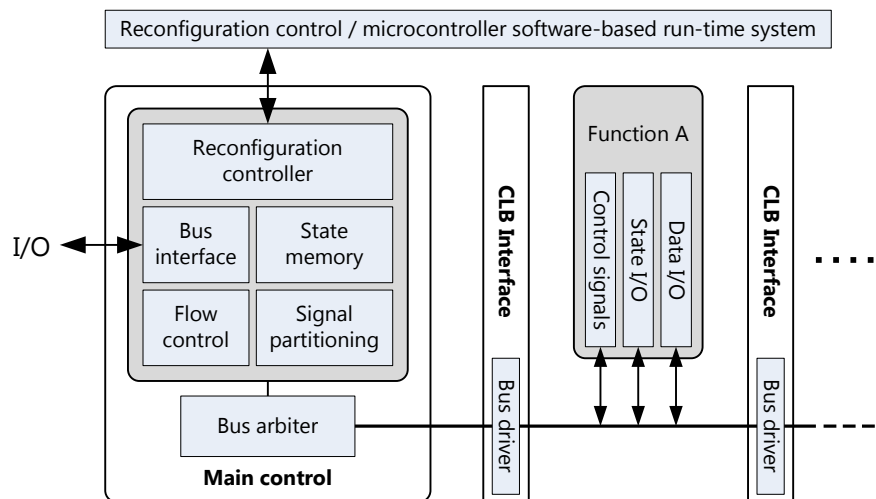 Reconfiguration control / microcontroller software-based run-time system
Reconfiguration
controller
Bus
interface
State
memory
Flow
control
Signal
partitioning
I/O
Bus arbiter
Main control
CLB Interface
Bus driver
Function A
Control signals
State I/O
Data I/O
CLB Interface
Bus driver